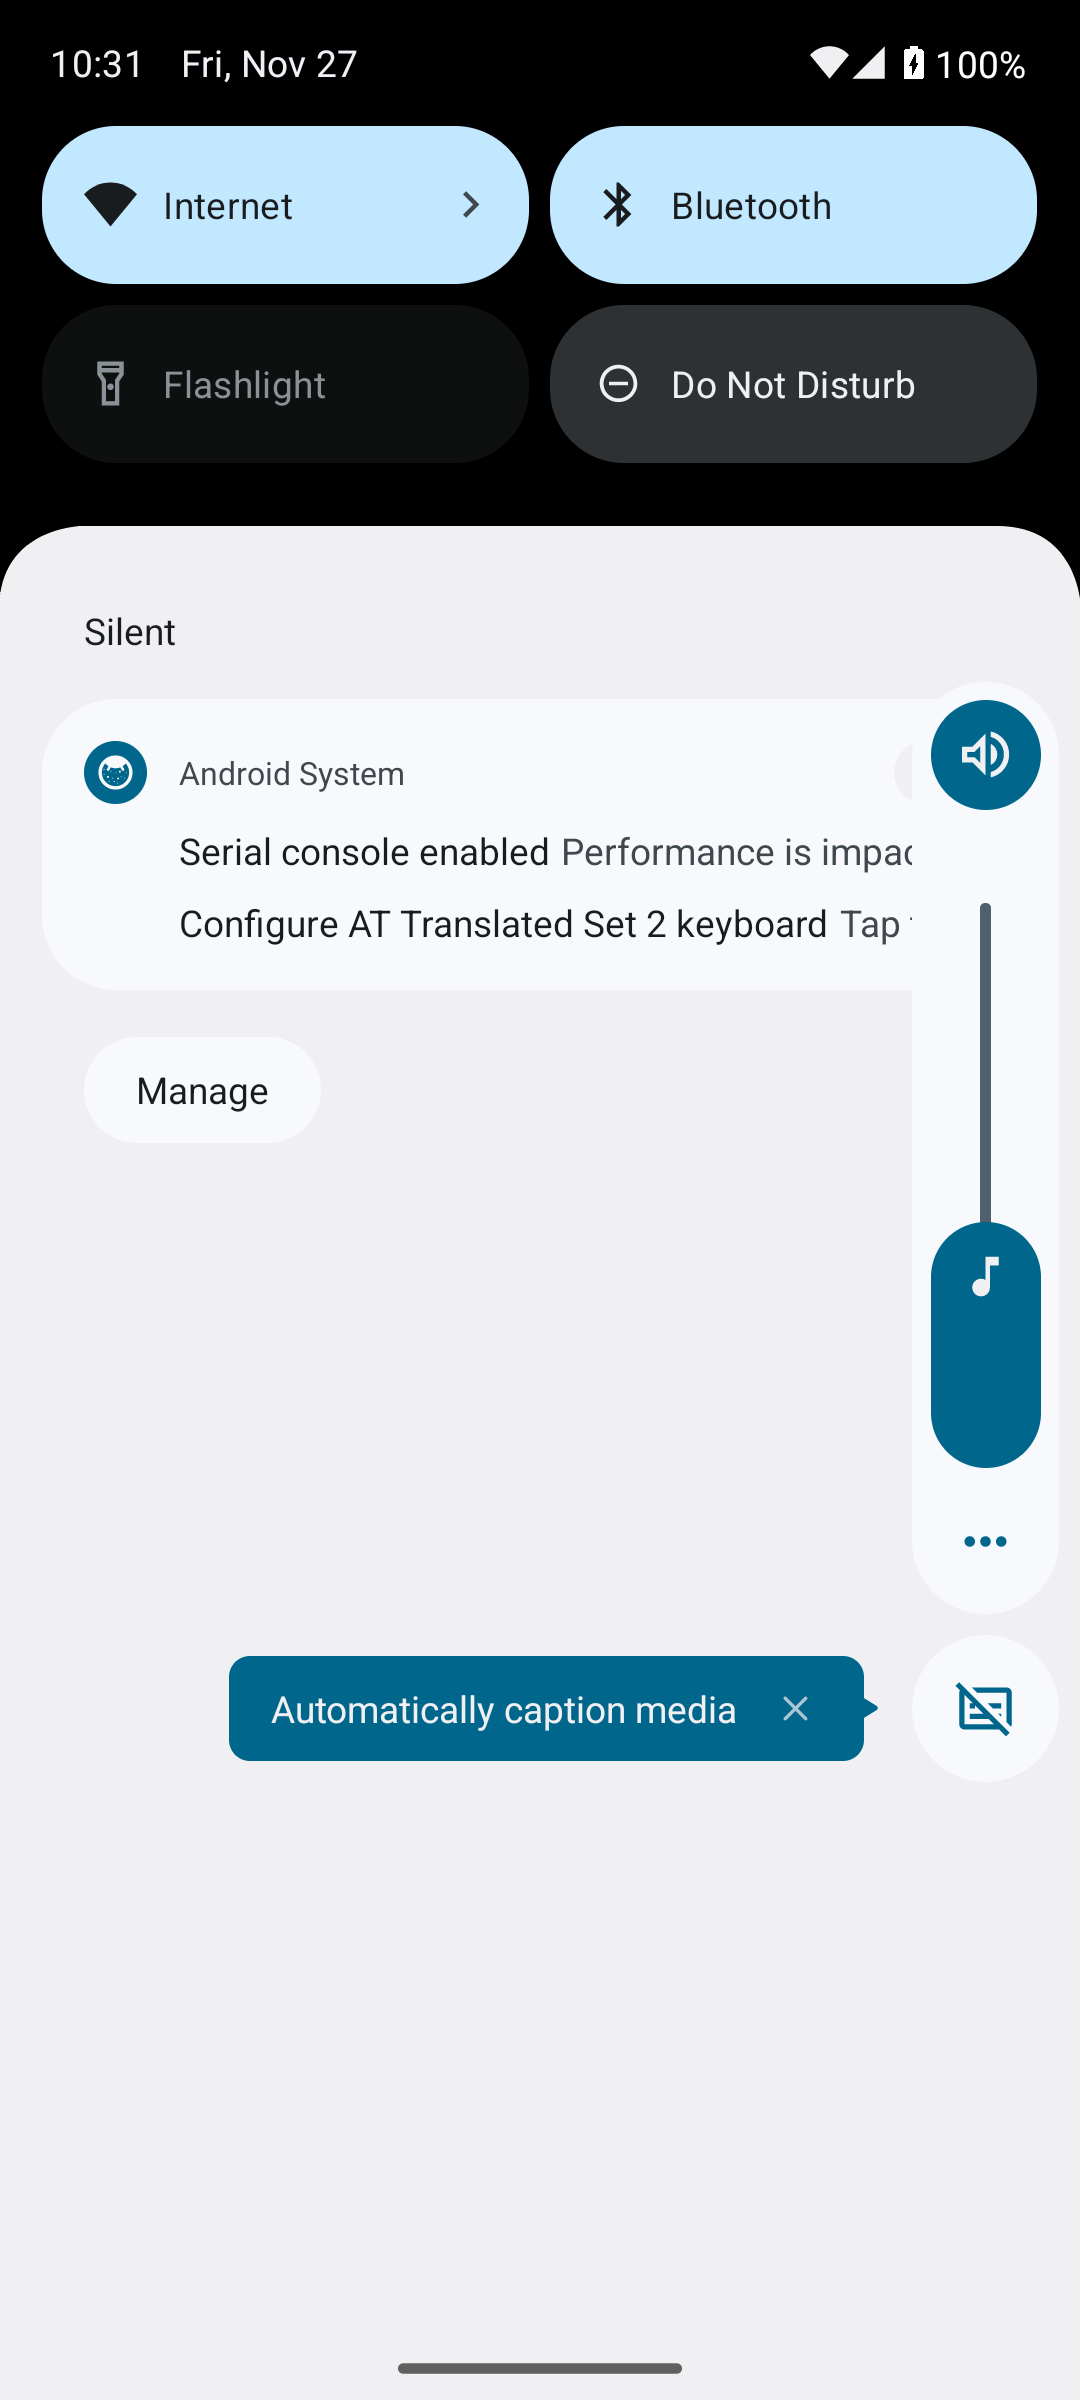 10:31 Fri, Nov 27 100%
Internet
Bluetooth
Flashlight
Do Not Disturb
Silent
Android System
Serial console enabled Performance is
Configure AT Translated Set 2 keyboard Tap
Manage
Automatically caption media